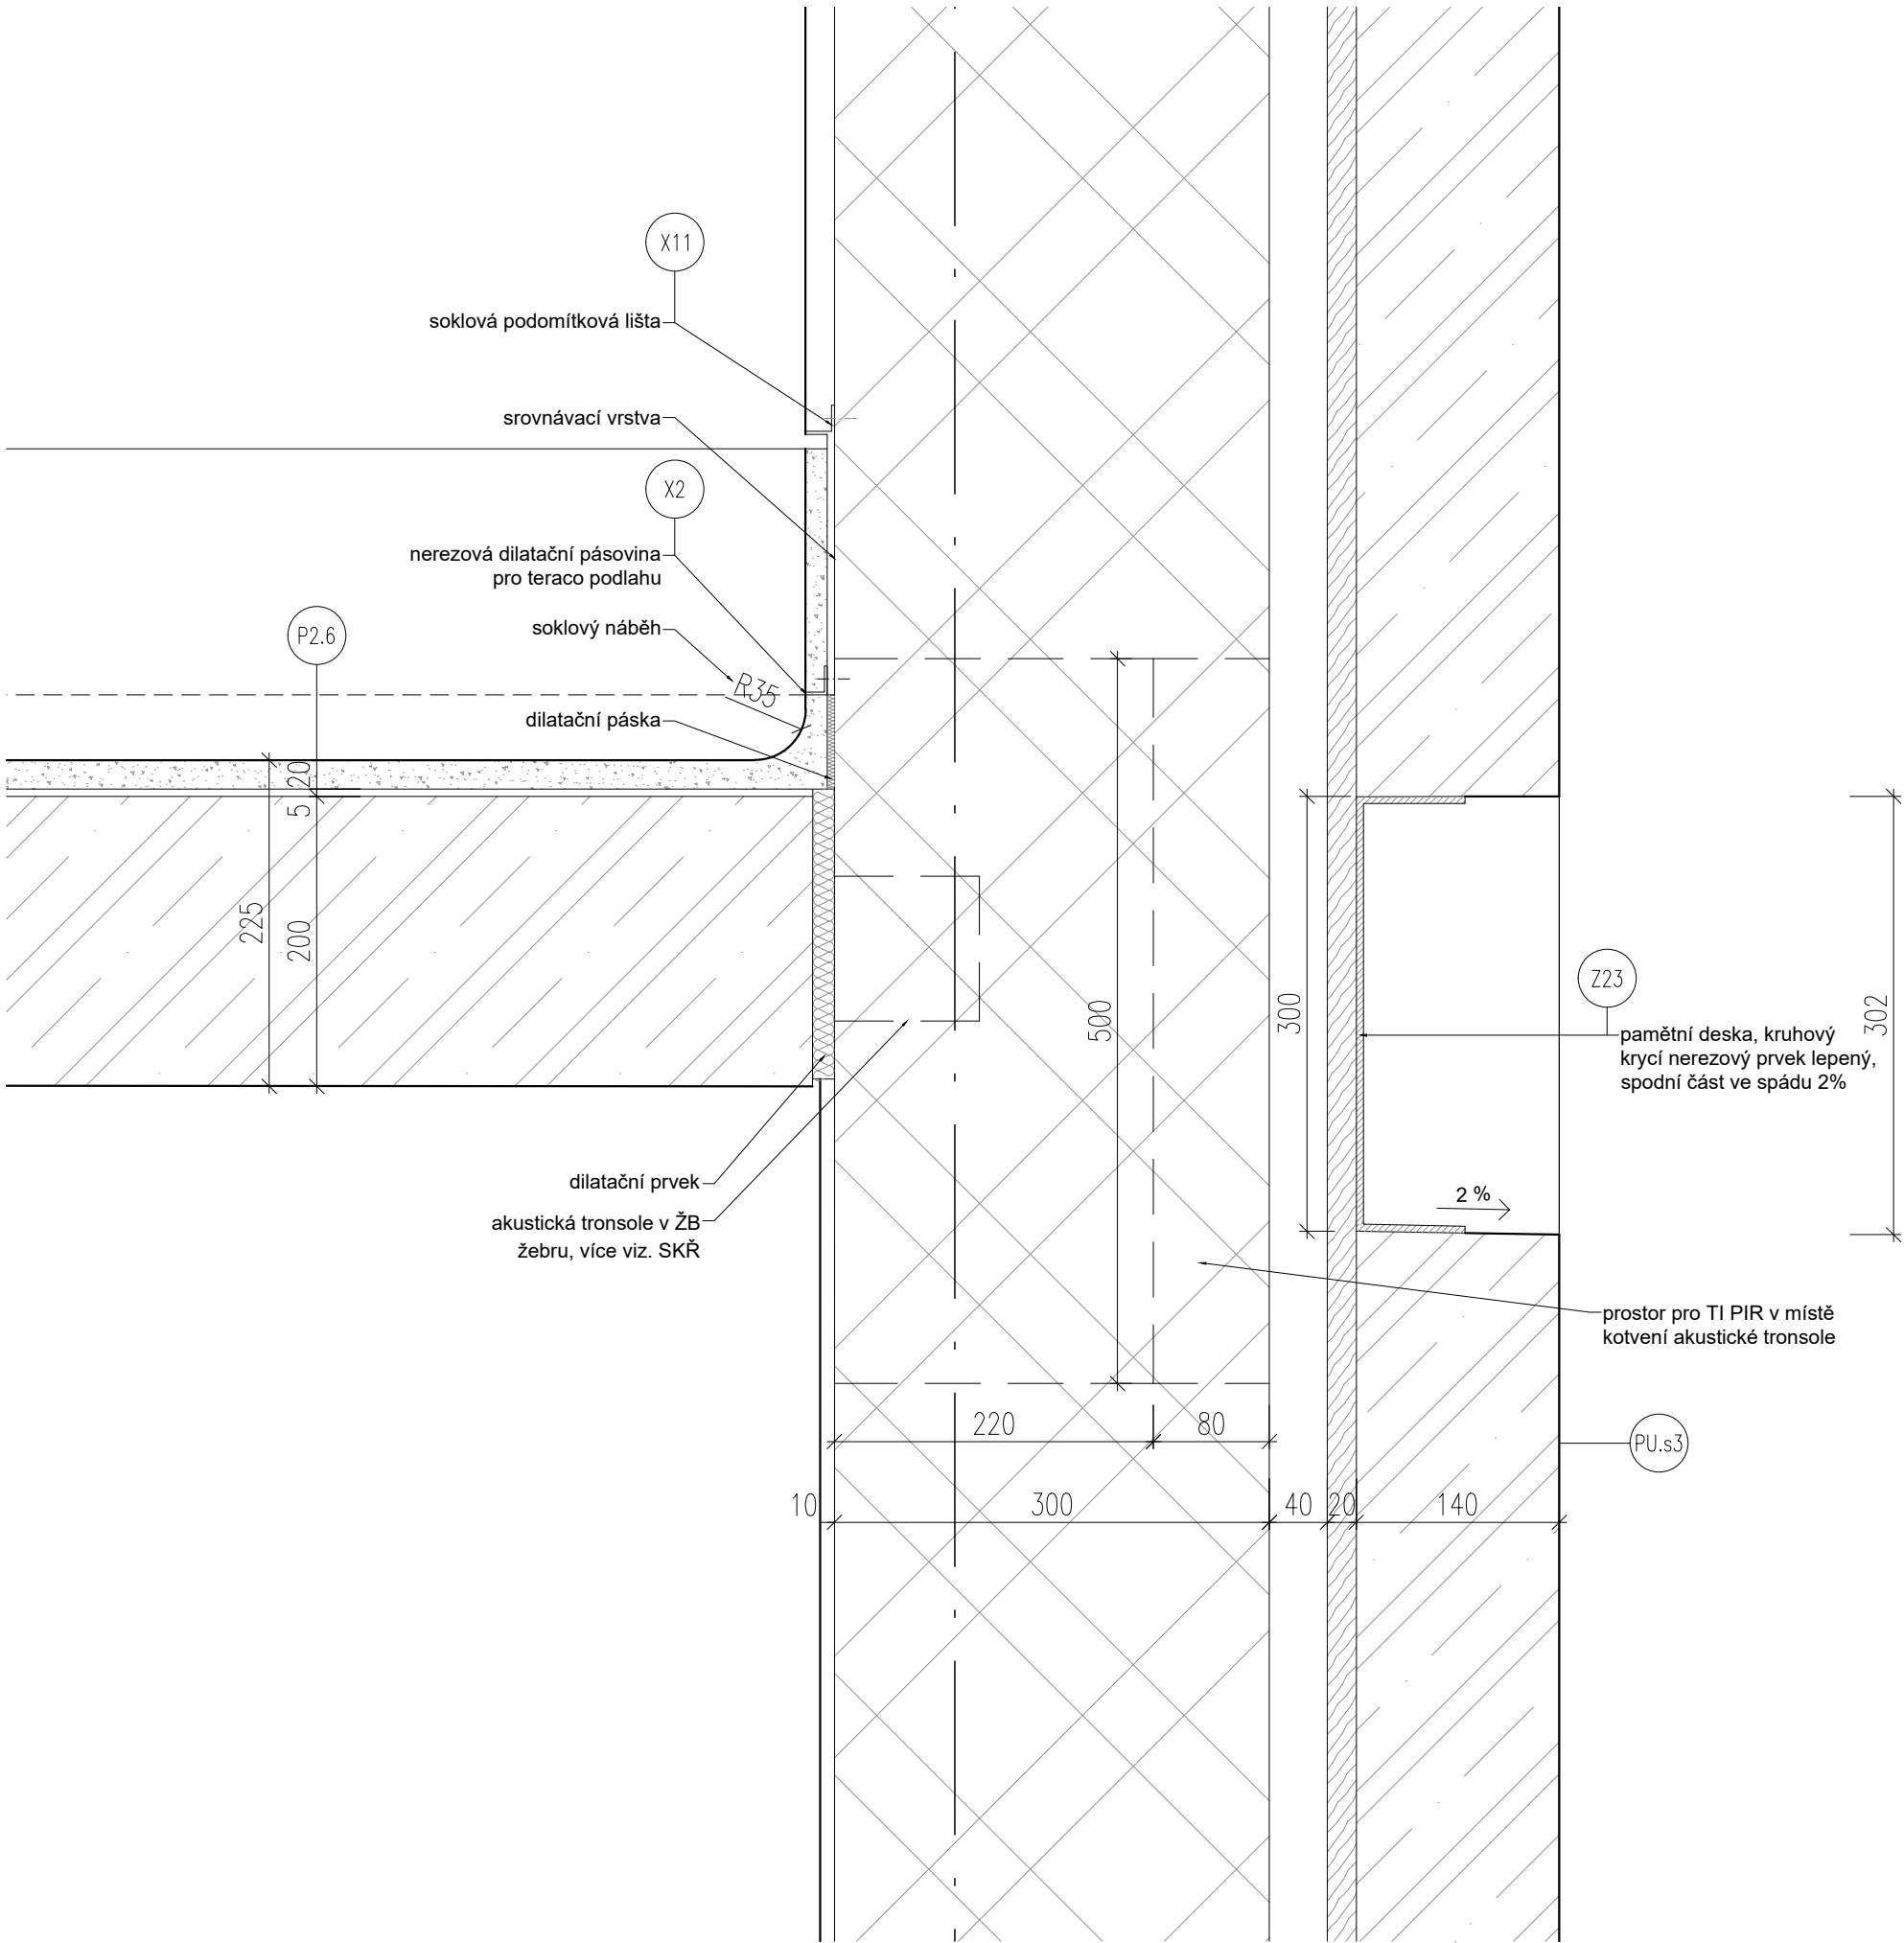 X11
soklová podomítková lišta
srovnávací vrstva
X2
nerezová dilatační pásovina
pro teraco podlahu
P2.6
soklový náběh
R35
dilatační páska
20
5
225
200
500
300
302
Z23
pamětní deska, kruhový
krycí nerezový prvek lepený,
spodní část ve spádu 2%
dilatační prvek
akustická tronsole v ŽB
žebru, více viz. SKŘ
2 %
prostor pro TI PIR v místě
kotvení akustické tronsole
220
80
PU.s3
10
300
40
20
140